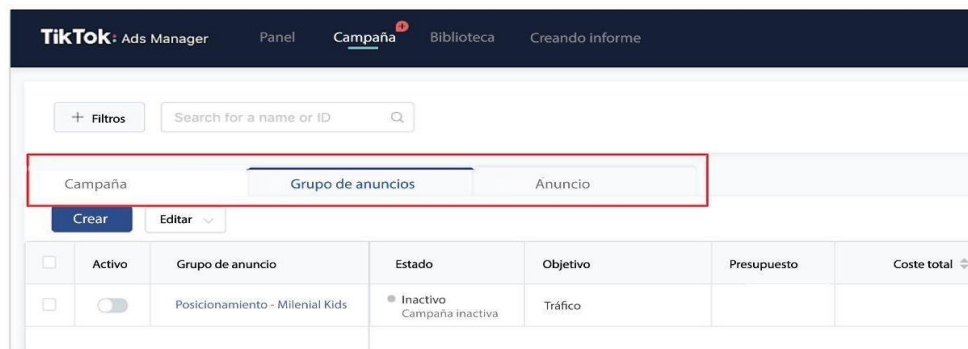 TikTok: Ads Manager Panel Campaña Biblioteca Creando informe
+ Filtros Search for a name or ID
Campaña Grupo de anuncios Anuncio
Crear Editar
Activo Grupo de anuncio Estado Objetivo Presupuesto Coste total
Posicionamiento - Milenial Kids Inactivo Tráfico
Campaña inactiva